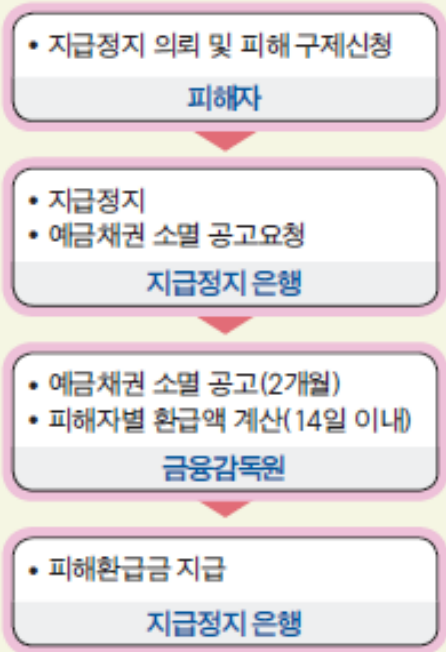 • 지급정지 의뢰 및 피해 구제신청
피해자
• 지급정지
• 예금채권 소멸 공고요청
지급정지 은행
• 예금채권 소멸 공고(2개월)
• 피해자별 환급액 계산(14일 이내)
금융감독원
• 피해환급금 지급
지급정지 은행